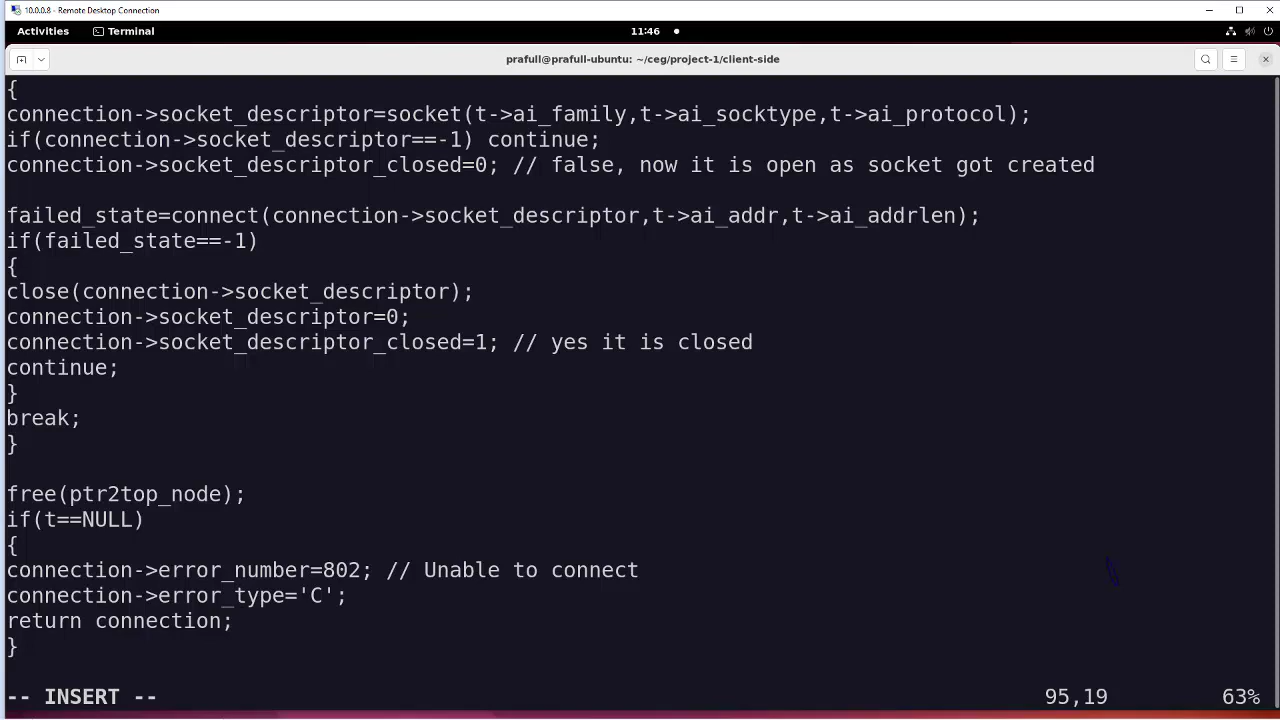 10.0.0.8 - Remote Desktop Connection
Activities Terminal 11:46
prafull@prafull-ubuntu: ~/ceg/project-1/client-side
{
connection->socket_descriptor=socket(t->ai_family,t->ai_socktype,t->ai_protocol);
if(connection->socket_descriptor==-1) continue;
connection->socket_descriptor_closed=0; // false, now it is open as socket got created
failed_state=connect(connection->socket_descriptor,t->ai_addr,t->ai_addrlen);
if(failed_state==-1)
{
close(connection->socket_descriptor);
connection->socket_descriptor=0;
connection->socket_descriptor_closed=1; // yes it is closed
continue;
}
break;
}
free(ptr2top_node);
if(t==NULL)
{
connection->error_number=802; // Unable to connect
connection->error_type='C';
return connection;
}
-- INSERT -- 95,19 63%